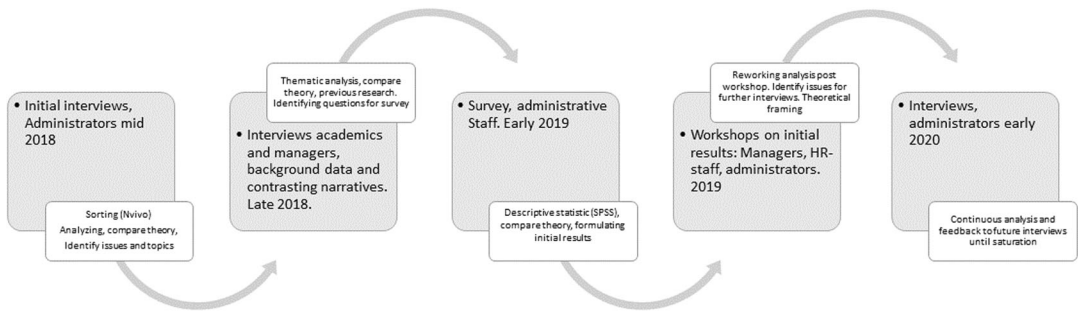 • Initial interviews,
Administrators mid
2018
Sorting (Nvivo)
Analyzing, compare theory,
Identify issues and topics
Thematic analysis, compare
theory, previous research.
Identifying questions for survey
• Interviews academics
and managers,
background data and
contrasting narratives.
Late 2018.
• Survey, administrative
Staff. Early 2019
Descriptive statistic (SPSS),
compare theory, formulating
initial results
Reworking analysis post
workshop. Identify issues for
further interviews. Theoretical
framing
• Workshops on initial
results: Managers, HR-
staff, administrators.
2019
• Interviews,
administrators early
2020
Continuous analysis and
feedback to future interviews
until saturation